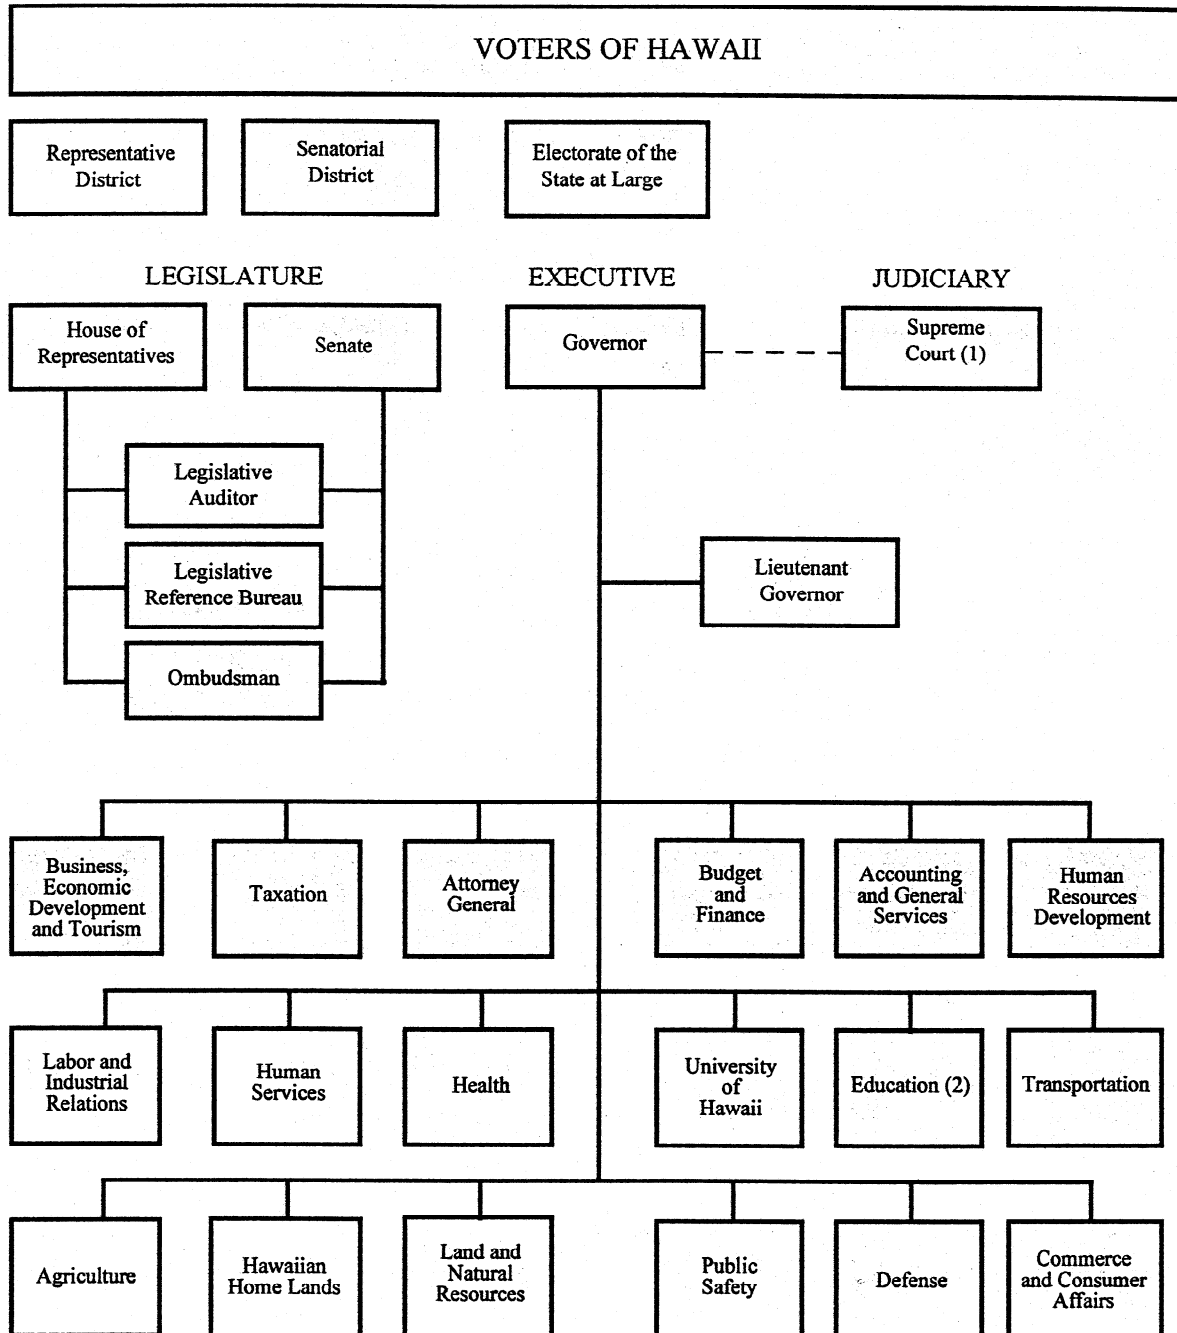 VOTERS OF HAWAII
Representative
District
Senatorial
District
Electorate of the
State at Large
LEGISLATURE
EXECUTIVE
JUDICIARY
House of
Representatives
Senate
Governor
Supreme
Court (1)
Legislative
Auditor
Legislative
Reference Bureau
Ombudsman
Lieutenant
Governor
Business,
Economic
Development
and Tourism
Taxation
Attorney
General
Budget
and
Finance
Accounting
and General
Services
Human
Resources
Development
Labor and
Industrial
Relations
Human
Services
Health
University
of
Hawaii
Education (2)
Transportation
Agriculture
Hawaiian
Home Lands
Land and
Natural
Resources
Public
Safety
Defense
Commerce
and Consumer
Affairs